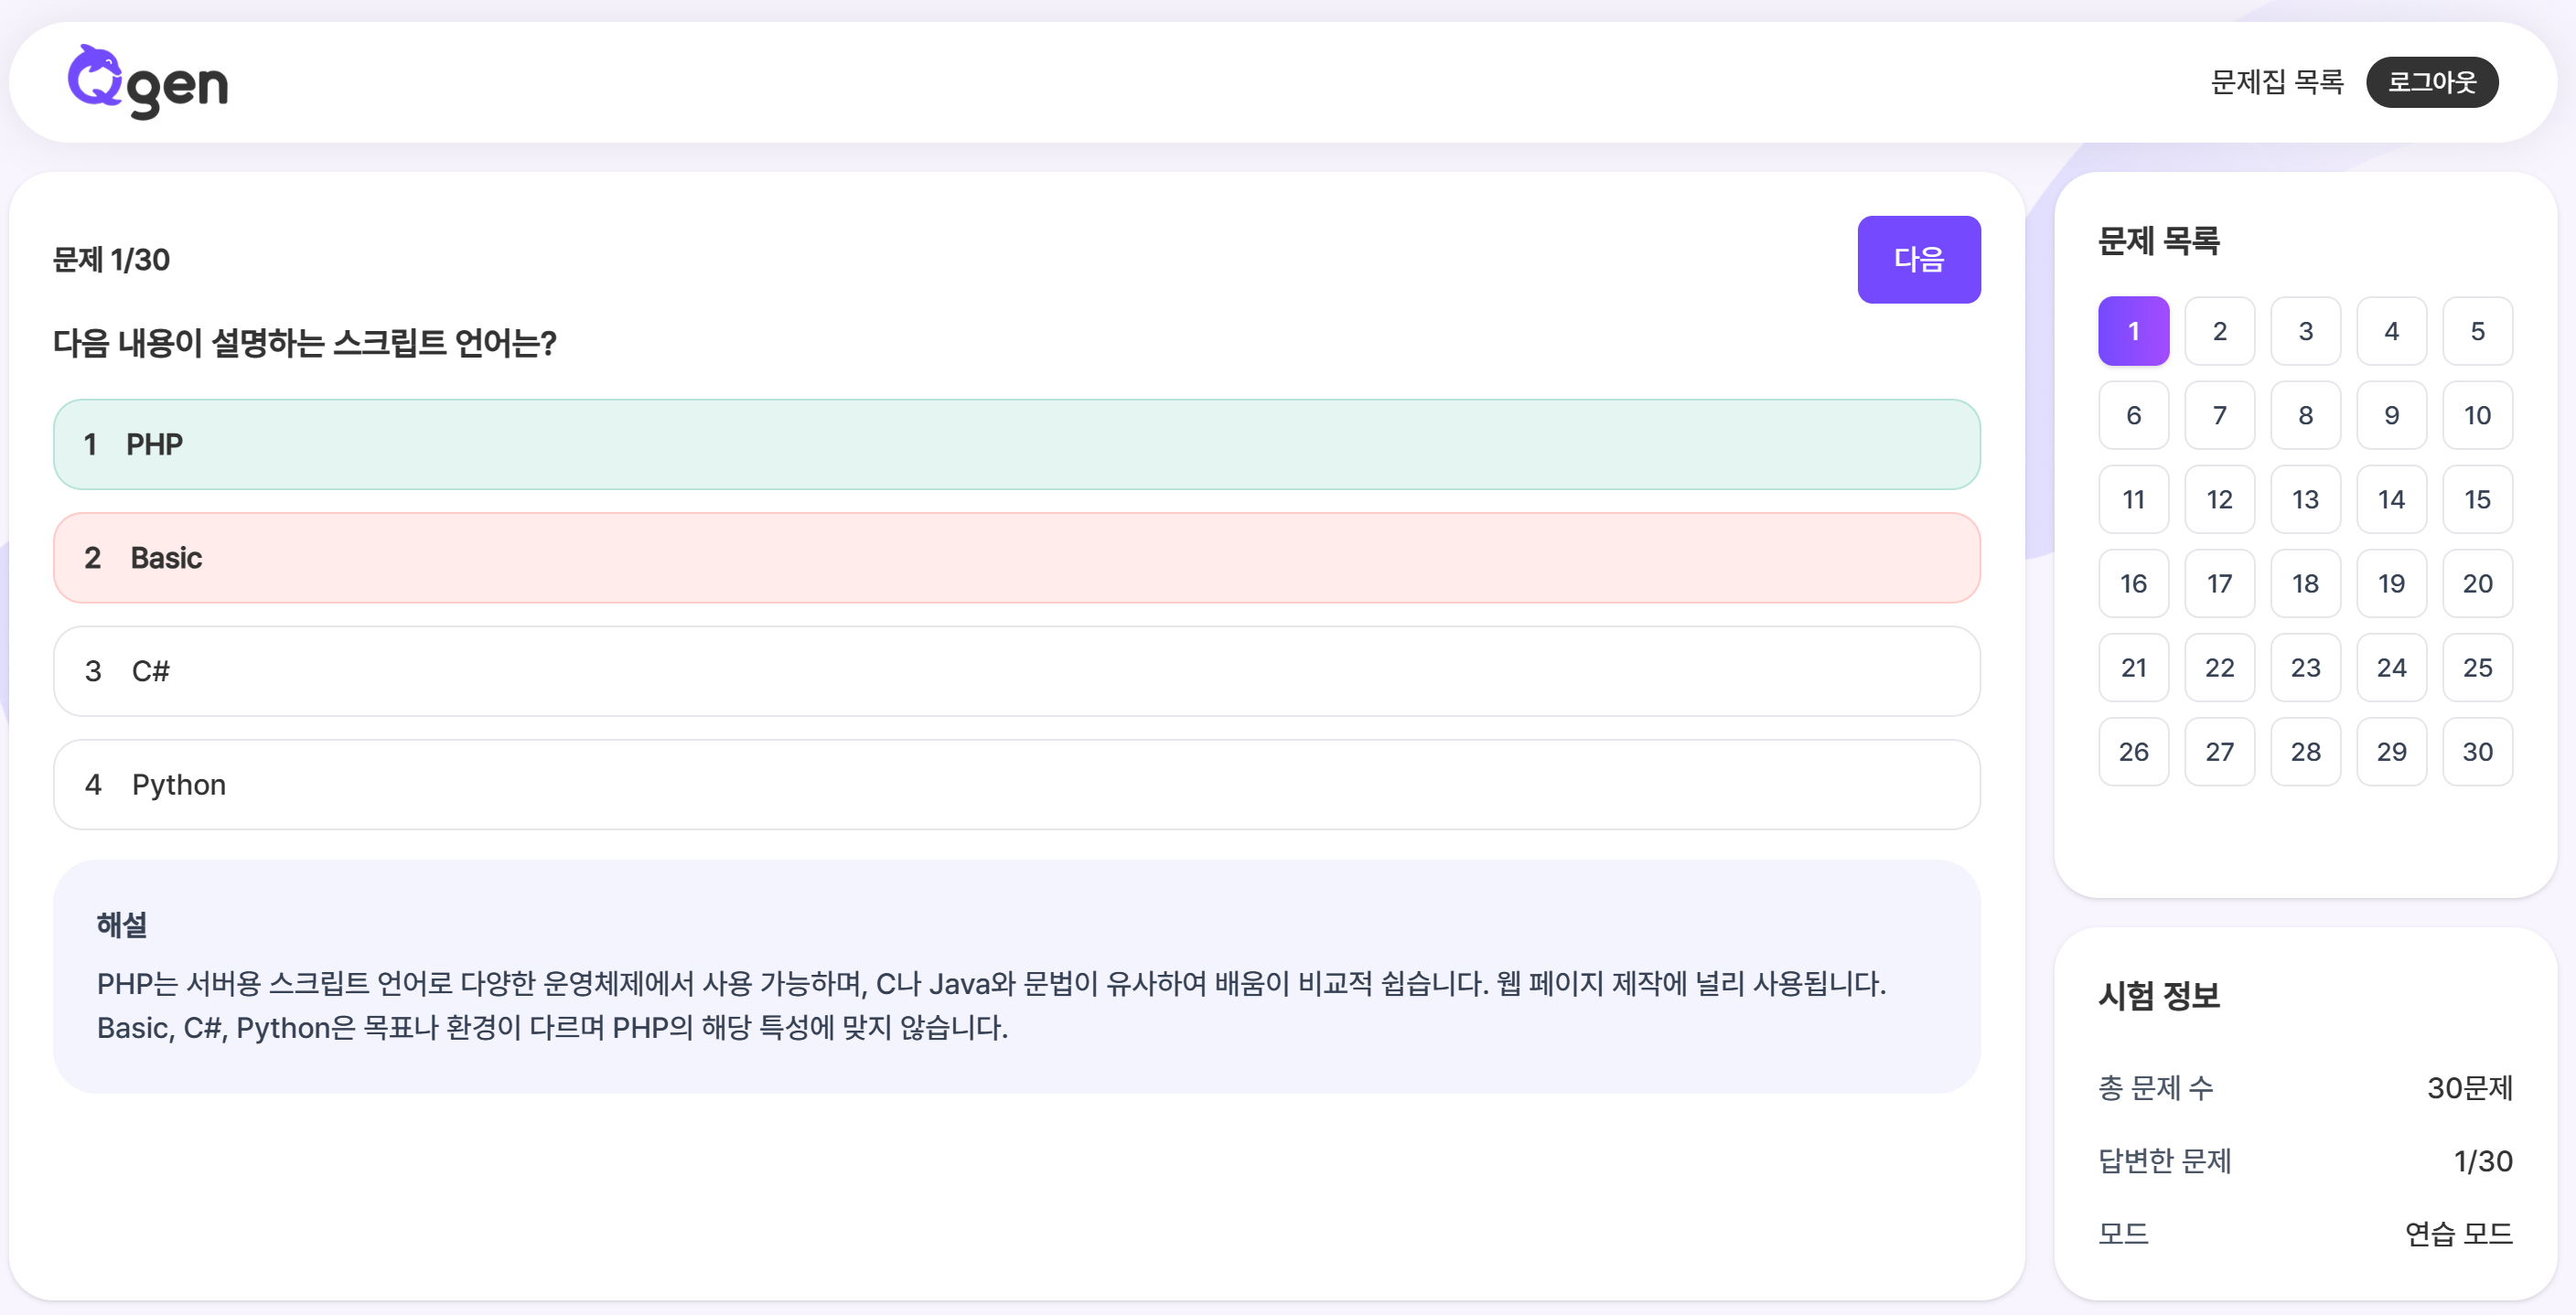 Qgen
문제집 목록
로그아웃
문제 1/30
다음
다음 내용이 설명하는 스크립트 언어는?
1 PHP
2 Basic
3 C#
4 Python
해설
PHP는 서버용 스크립트 언어로 다양한 운영체제에서 사용 가능하며, C나 Java와 문법이 유사하여 배움이 비교적 쉽습니다. 웹 페이지 제작에 널리 사용됩니다.
Basic, C#, Python은 목표나 환경이 다르며 PHP의 해당 특성에 맞지 않습니다.
문제 목록
1 2 3 4 5
6 7 8 9 10
11 12 13 14 15
16 17 18 19 20
21 22 23 24 25
26 27 28 29 30
시험 정보
총 문제 수 30문제
답변한 문제 1/30
모드 연습 모드